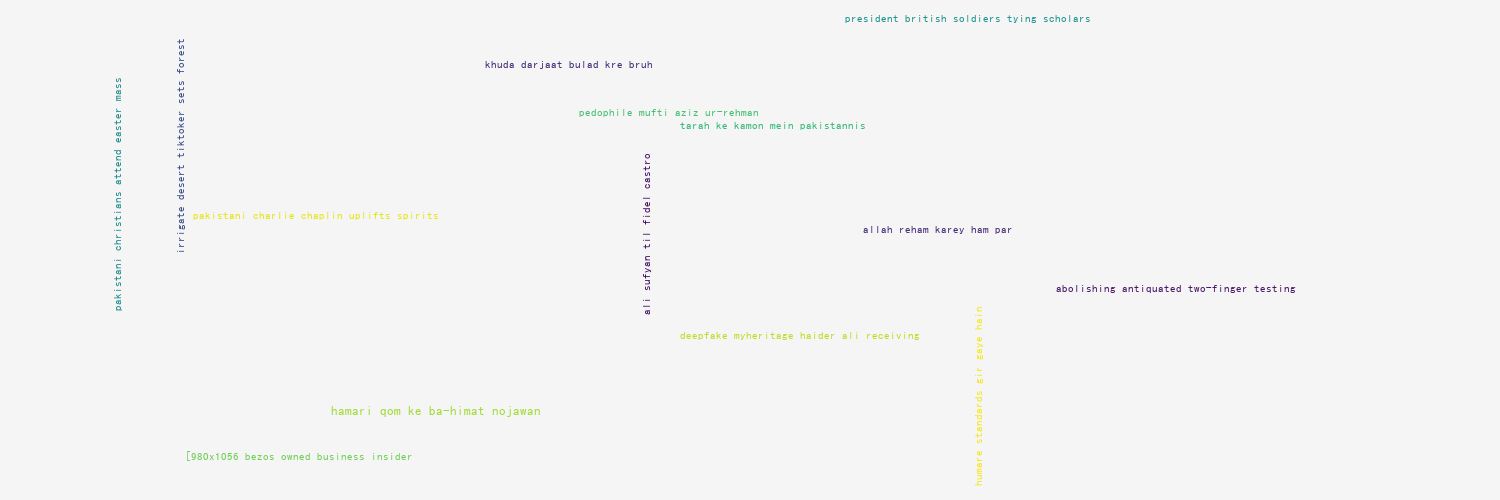 president british soldiers tying scholars
irrigate desert tiktoker sets forest
khuda darjaat bulad kre bruh
pakistani christians attend easter mass
pedophile mufti aziz ur-rehman
tarah ke kamon mein pakistannis
ali sufyan til fidel castro
pakistani charlie chaplin uplifts spirits
allah reham karey ham par
abolishing antiquated two-finger testing
humare standards gir gaye hain
deepfake myheritage haider ali receiving
hamari qom ke ba-himat nojawan
[980x1056 bezos owned business insider